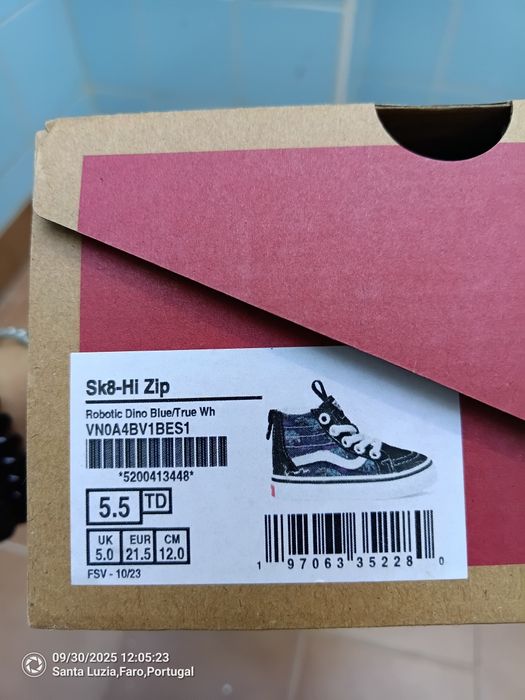 Sk8-Hi Zip
Robotic Dino Blue/True Wh
VN0A4BV1BES1
*5200413448*
5.5 TD
UK EUR CM
5.0 21.5 12.0
FSV - 10/23
1 97063 35228 0
09/30/2025 12:05:23
Santa Luzia,Faro,Portugal